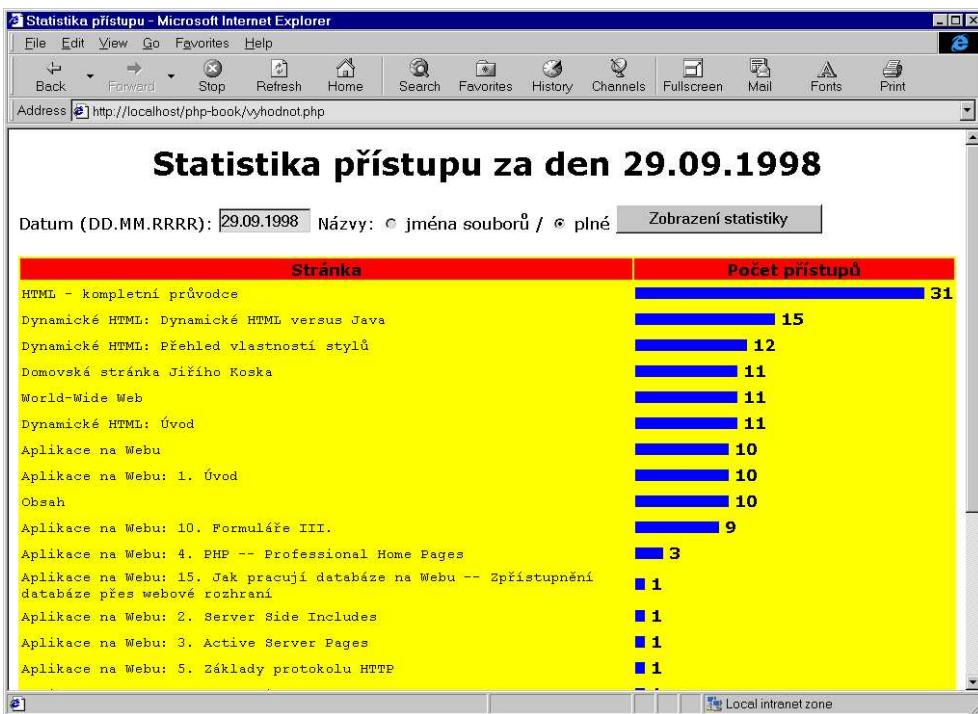 Statistika přístupu - Microsoft Internet Explorer
File Edit View Go Favorites Help
Back Forward Stop Refresh Home Search Favorites History Channels Fullscreen Mail Fonts Print
Address http://localhost/php-book/vyhodnot.php
Statistika přístupu za den 29.09.1998
Datum (DD.MM.RRRR): 29.09.1998 Názvy: jména souborů / plné Zobrazení statistiky
Stránka Počet přístupů
HTML - kompletní průvodce 31
Dynamické HTML: Dynamické HTML versus Java 15
Dynamické HTML: Přehled vlastností stylů 12
Domovská stránka Jiřího Koska 11
World-Wide Web 11
Dynamické HTML: Úvod 11
Aplikace na Webu 10
Aplikace na Webu: 1. Úvod 10
Obsah 10
Aplikace na Webu: 10. Formuláře III. 9
Aplikace na Webu: 4. PHP -- Professional Home Pages 3
Aplikace na Webu: 15. Jak pracují databáze na Webu -- Zpřístupnění
databáze přes webové rozhraní 1
Aplikace na Webu: 2. Server Side Includes 1
Aplikace na Webu: 3. Active Server Pages 1
Aplikace na Webu: 5. Základy protokolu HTTP 1
Local intranet zone